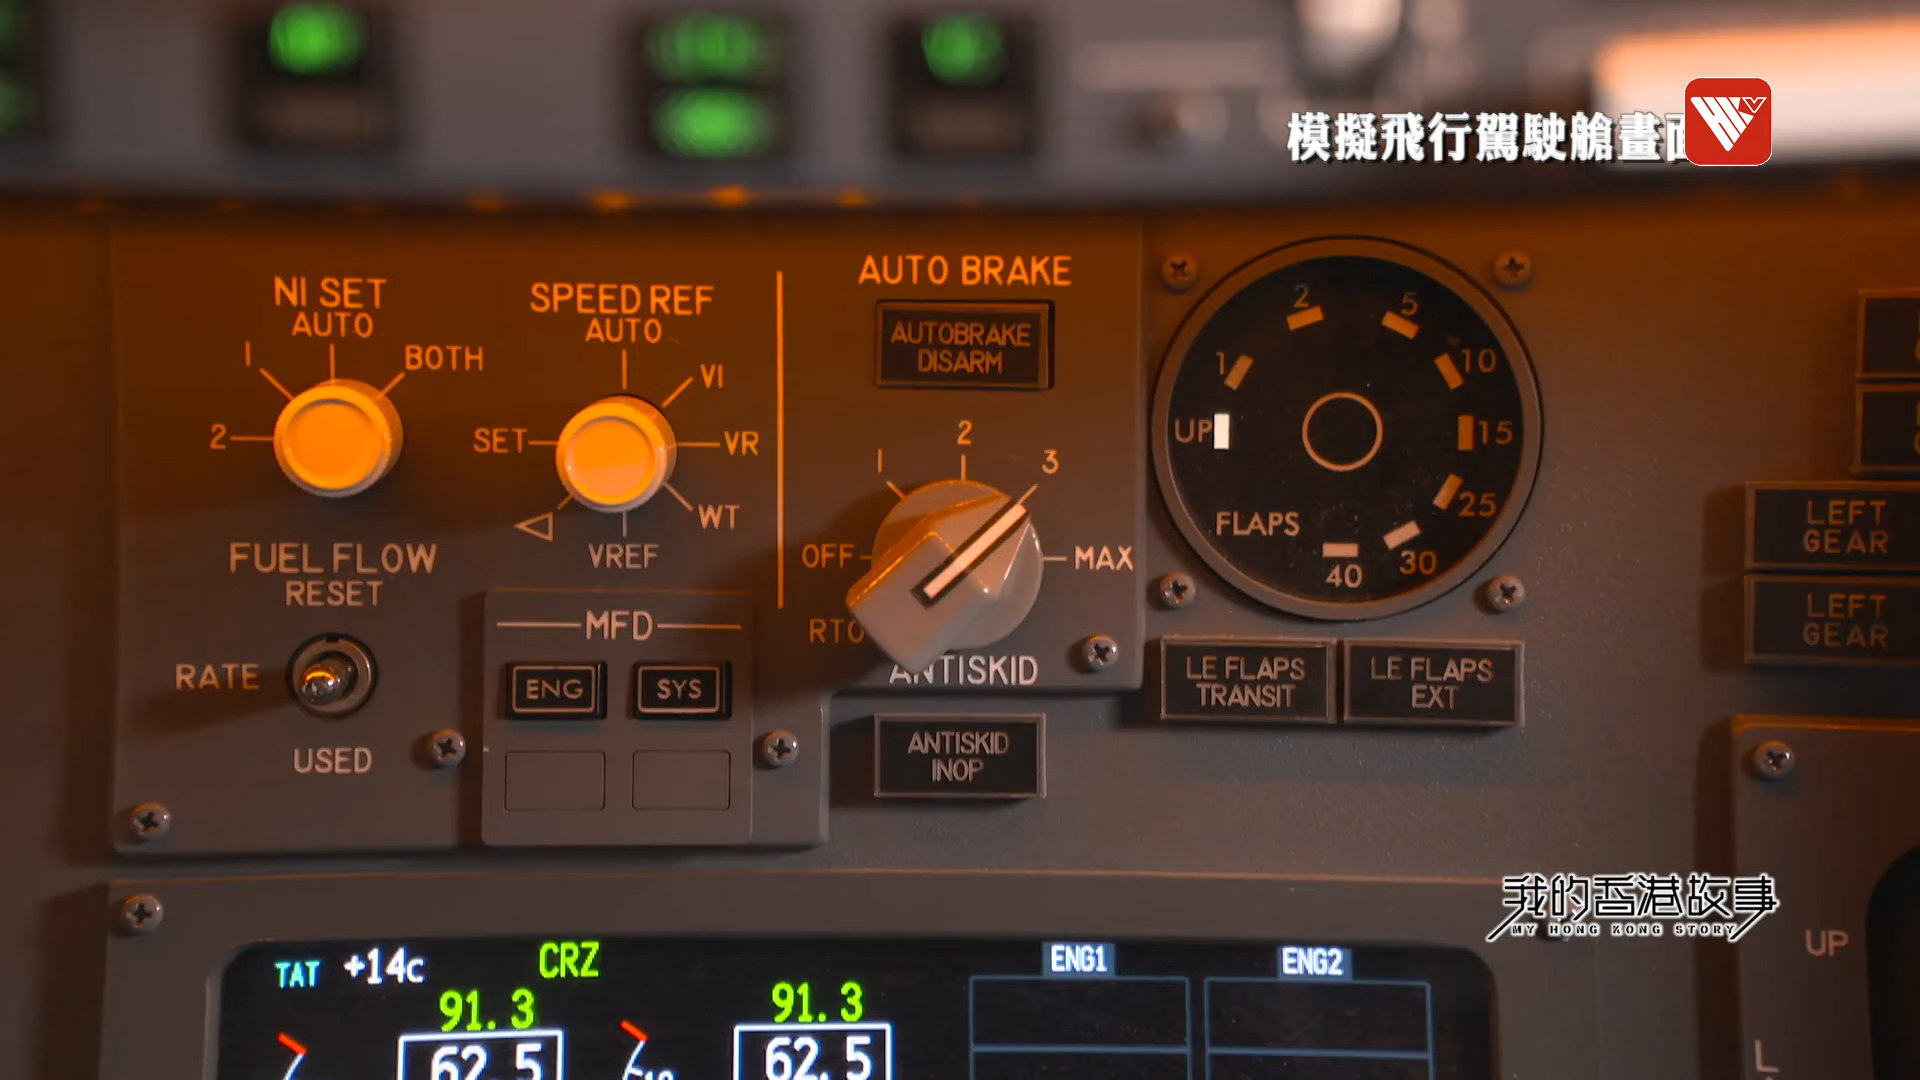 模擬飛行駕駛艙畫
N1 SET
AUTO
1
BOTH
2
SPEED REF
AUTO
V1
SET
VR
WT
VREF
FUEL FLOW
RESET
RATE
USED
MFD
ENG
SYS
AUTO BRAKE
AUTOBRAKE
DISARM
1
2
3
OFF
MAX
RTO
ANTISKID
ANTISKID
INOP
UP
1
2
5
10
15
25
30
40
FLAPS
LE FLAPS
TRANSIT
LE FLAPS
EXT
LEFT
GEAR
LEFT
GEAR
我的香港故事
MY HONG KONG STORY
UP
L
TAT +14c
CRZ
91.3
91.3
62.5
62.5
10
ENG1
ENG2